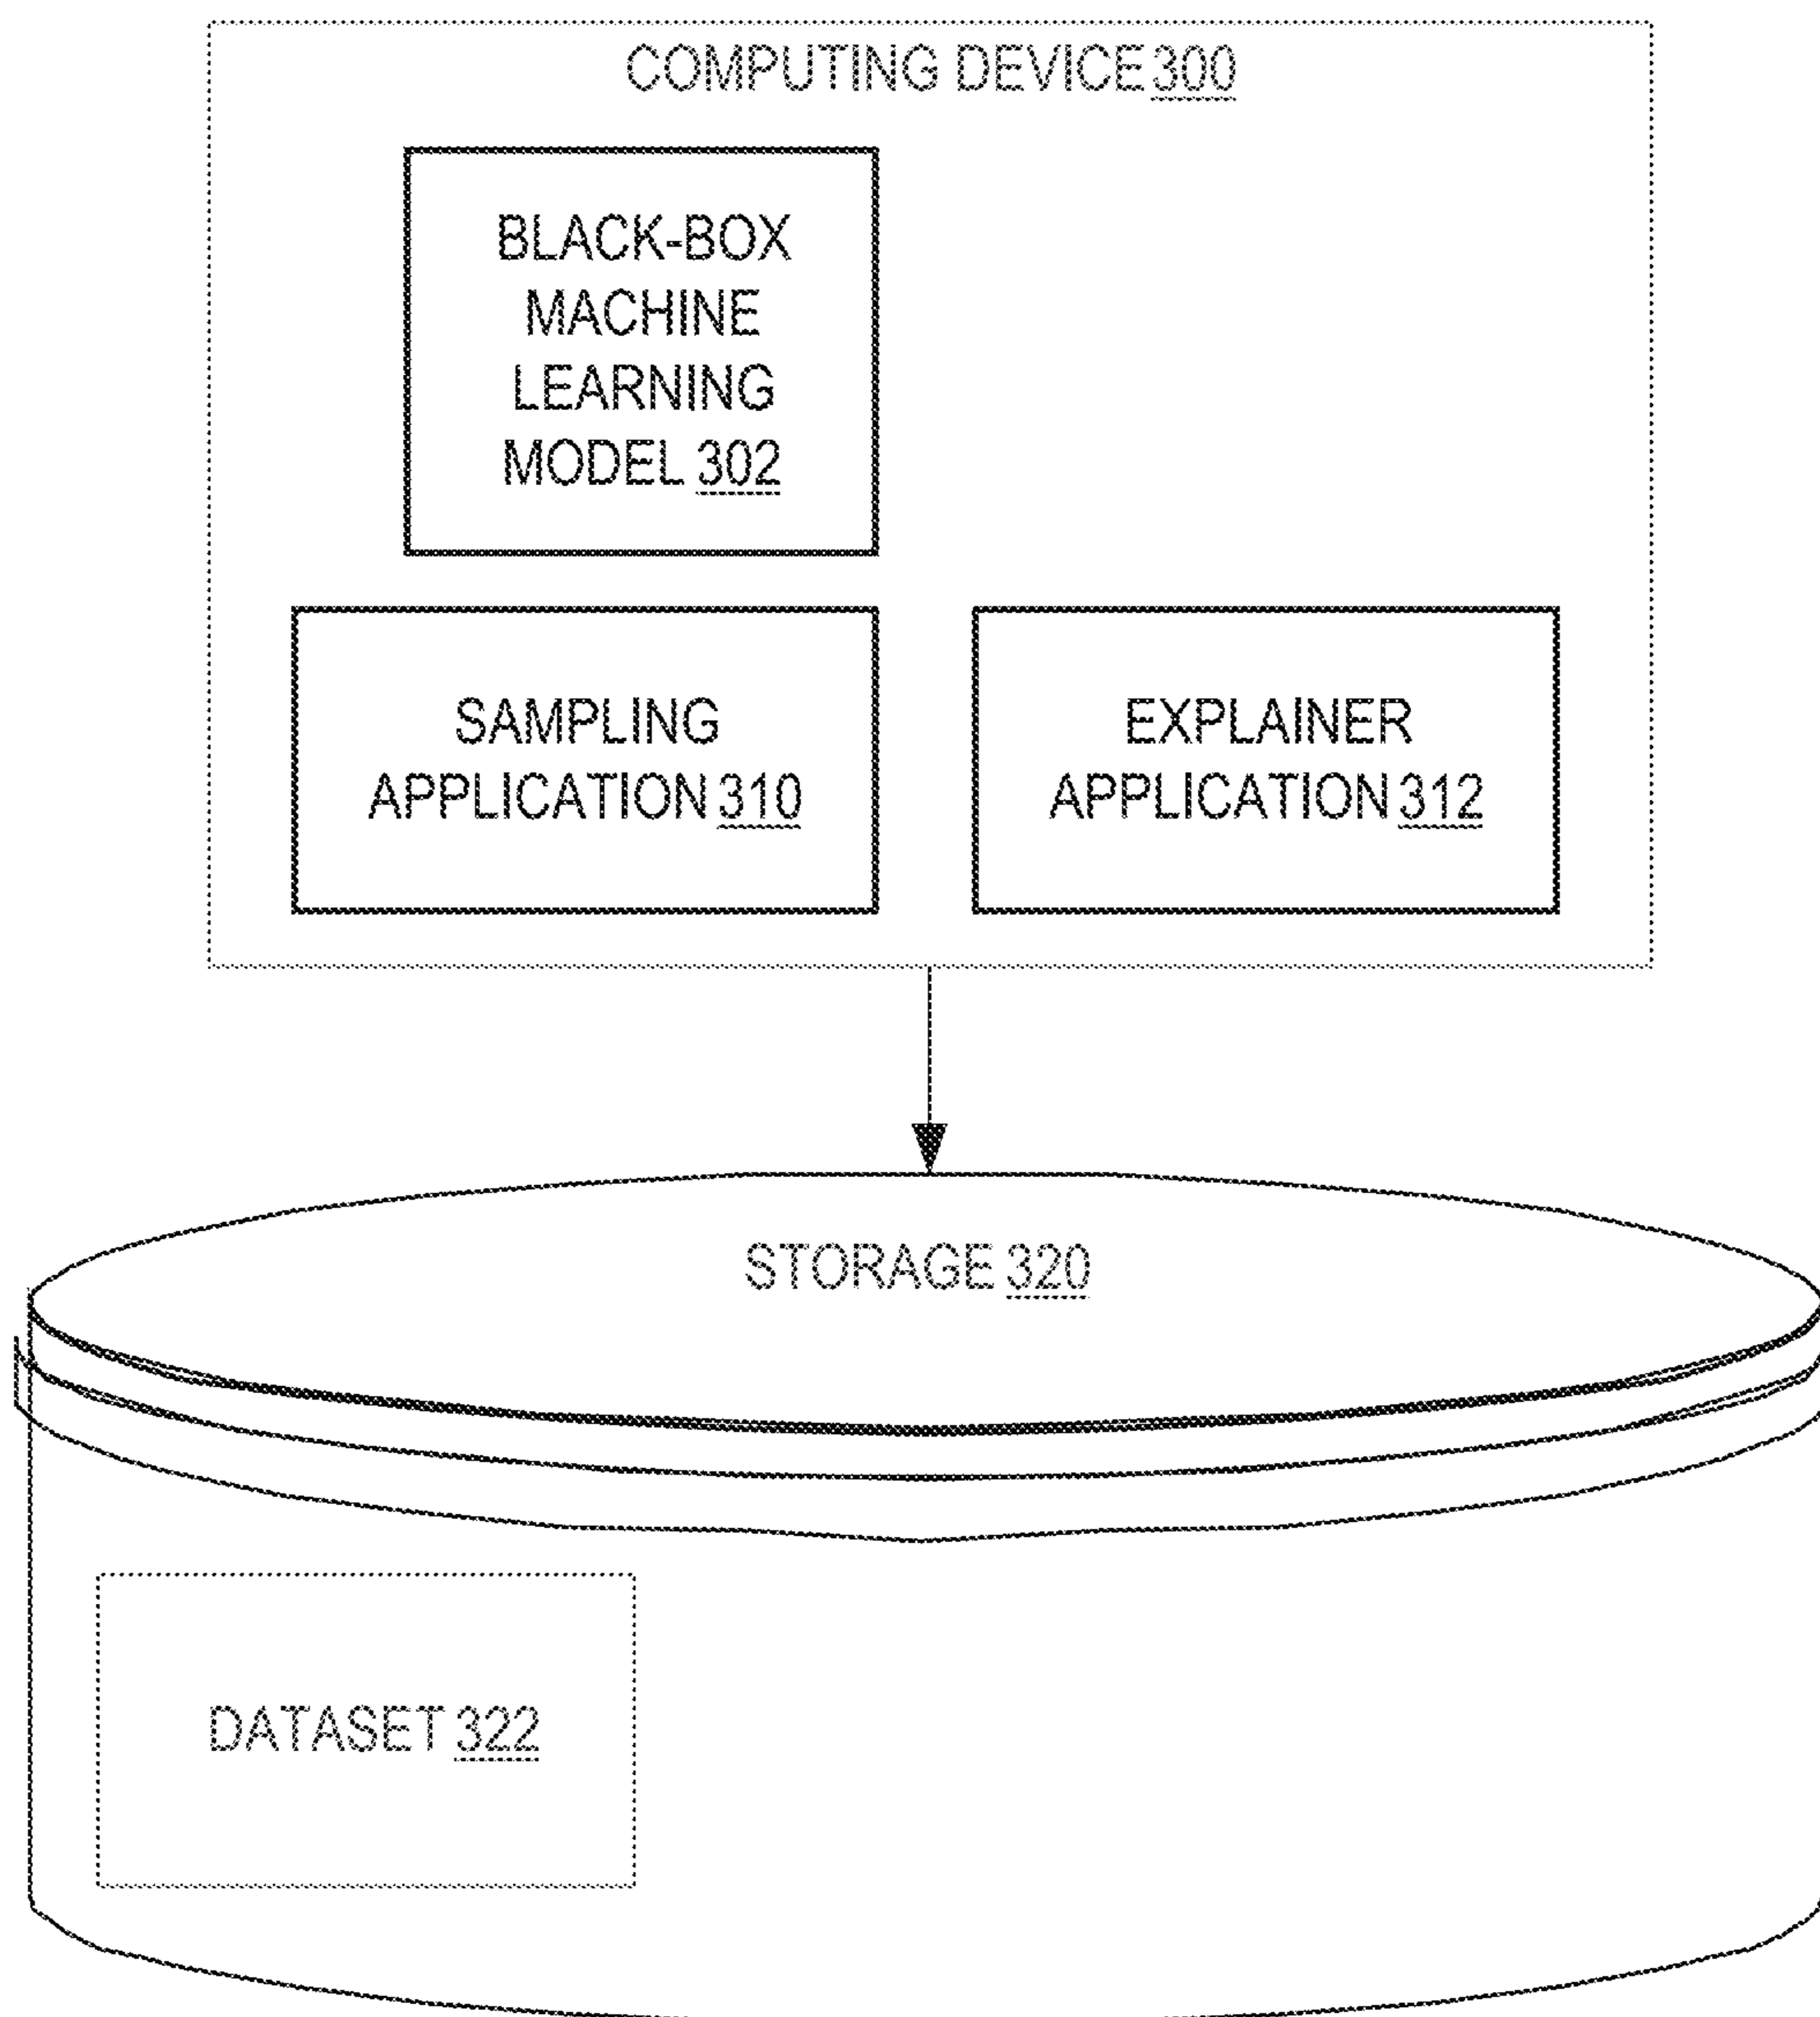 COMPUTING DEVICE 300
BLACK-BOX
MACHINE
LEARNING
MODEL 302
SAMPLING
APPLICATION 310
EXPLAINER
APPLICATION 312
STORAGE 320
DATASET 322